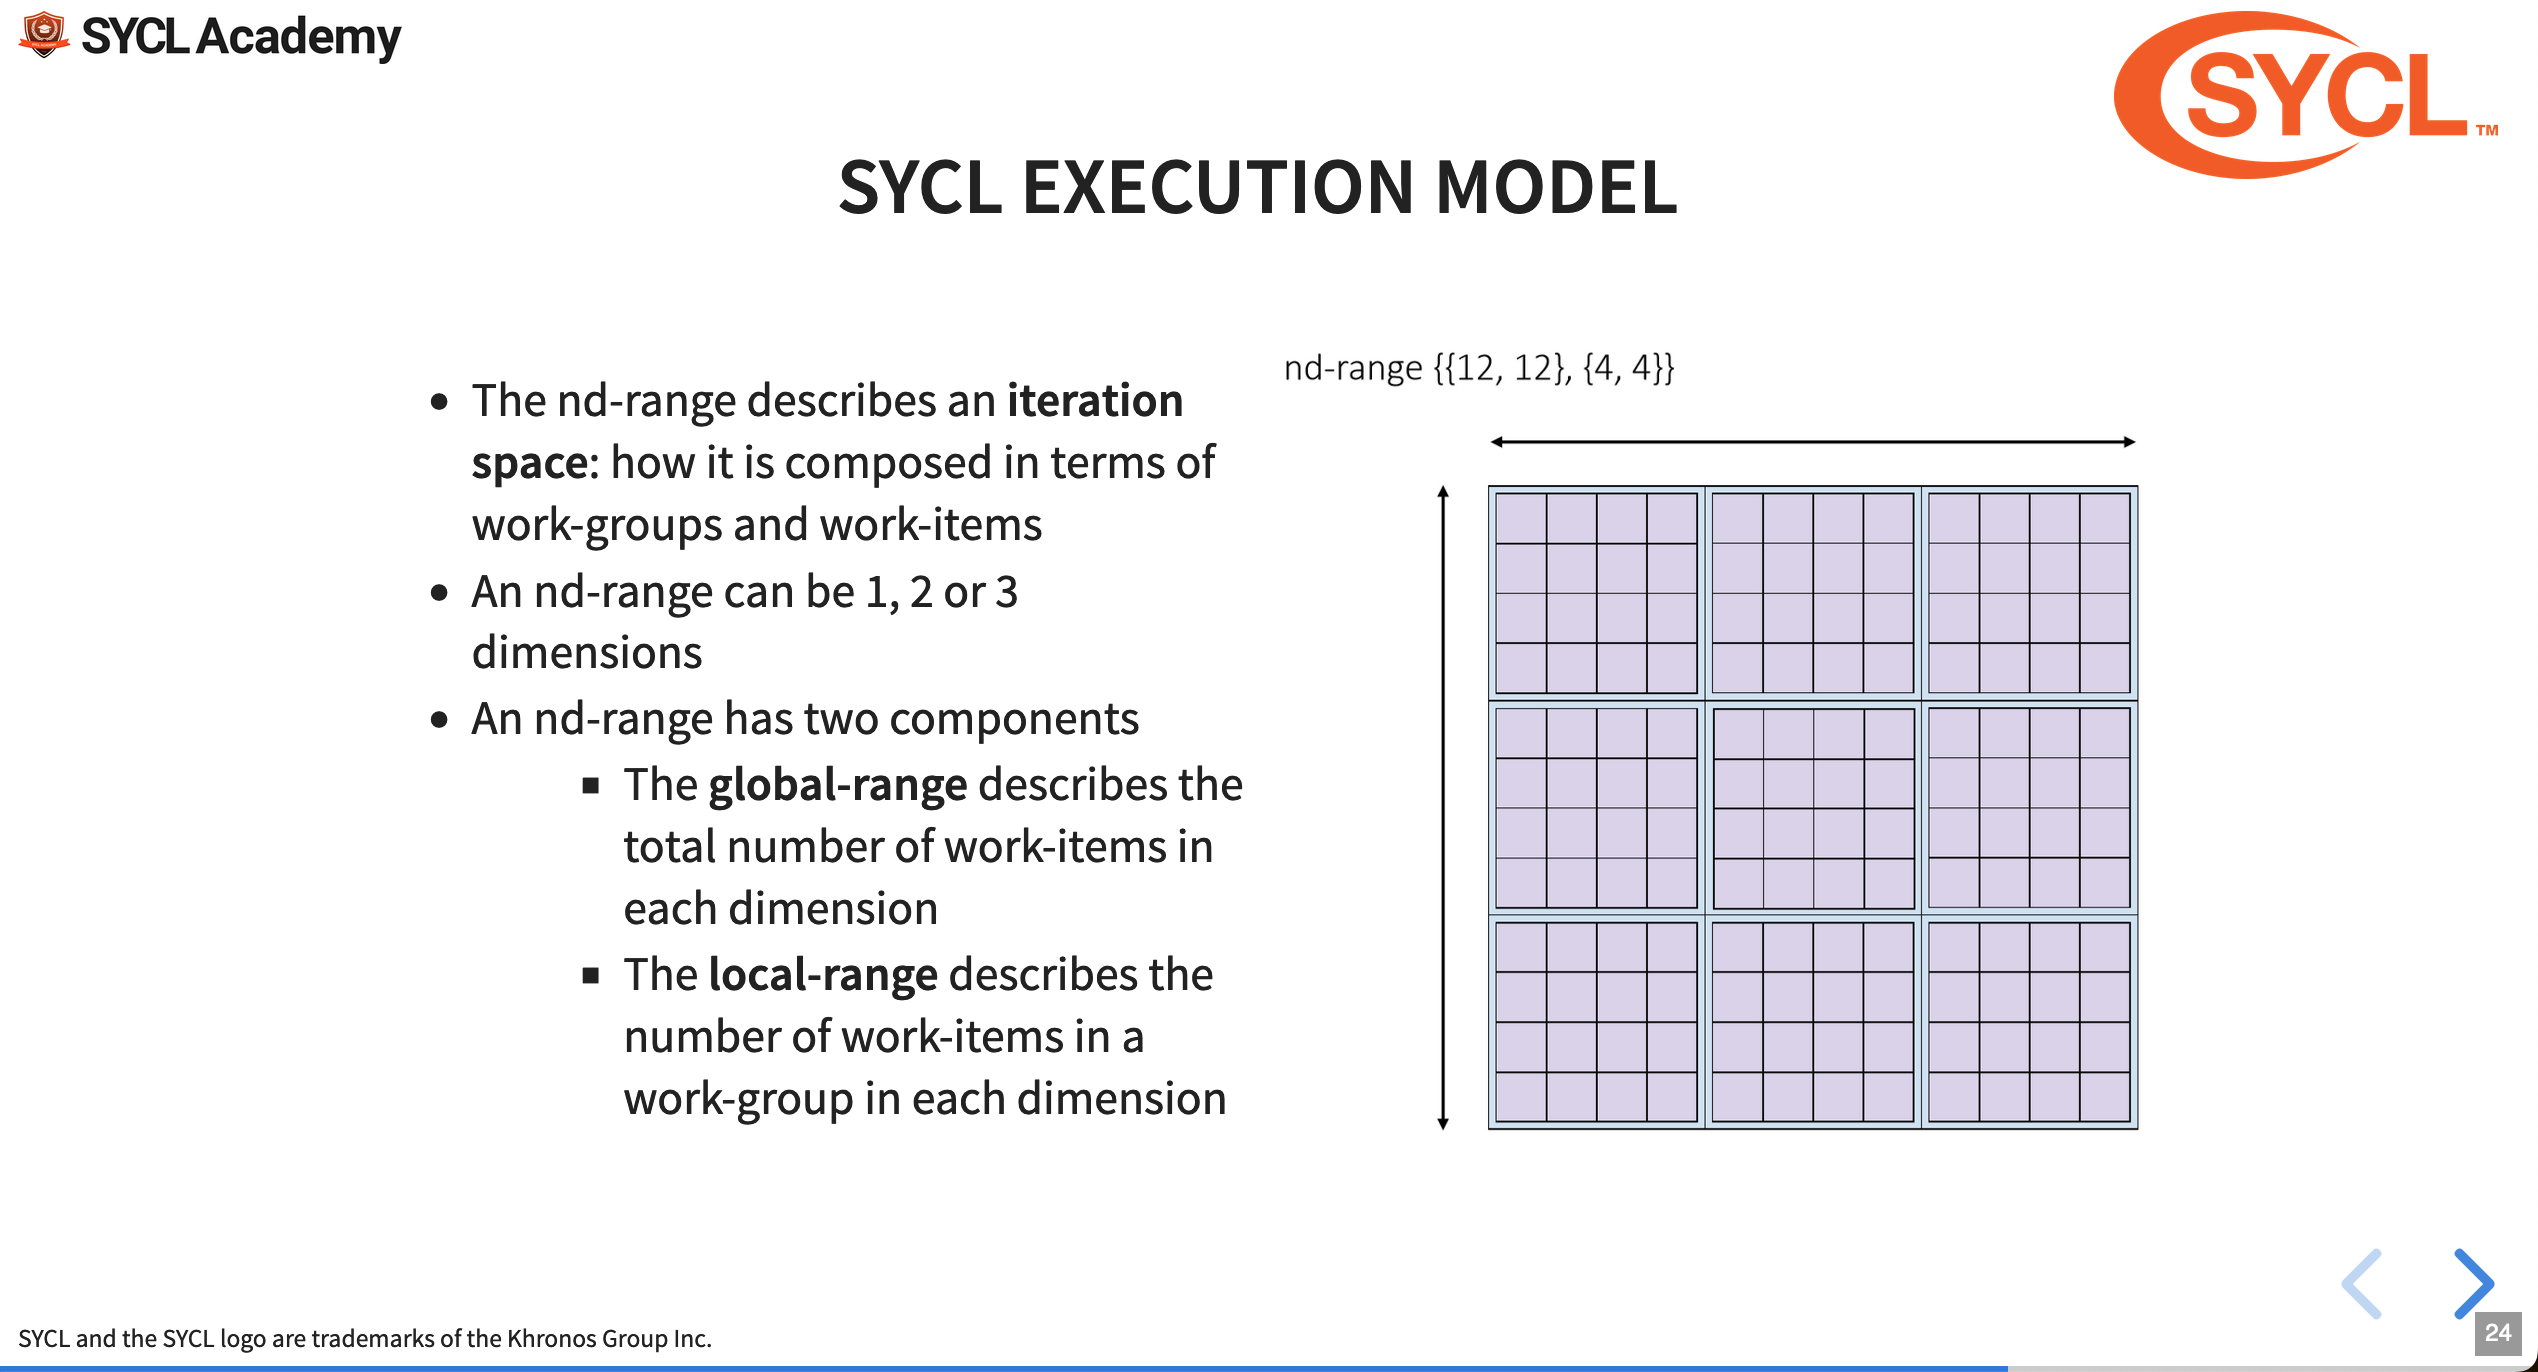 SYCL Academy
SYCL™
SYCL EXECUTION MODEL
• The nd-range describes an iteration
space: how it is composed in terms of
work-groups and work-items
• An nd-range can be 1, 2 or 3
dimensions
• An nd-range has two components
▪ The global-range describes the
total number of work-items in
each dimension
▪ The local-range describes the
number of work-items in a
work-group in each dimension
nd-range {{12, 12}, {4, 4}}
SYCL and the SYCL logo are trademarks of the Khronos Group Inc.
24